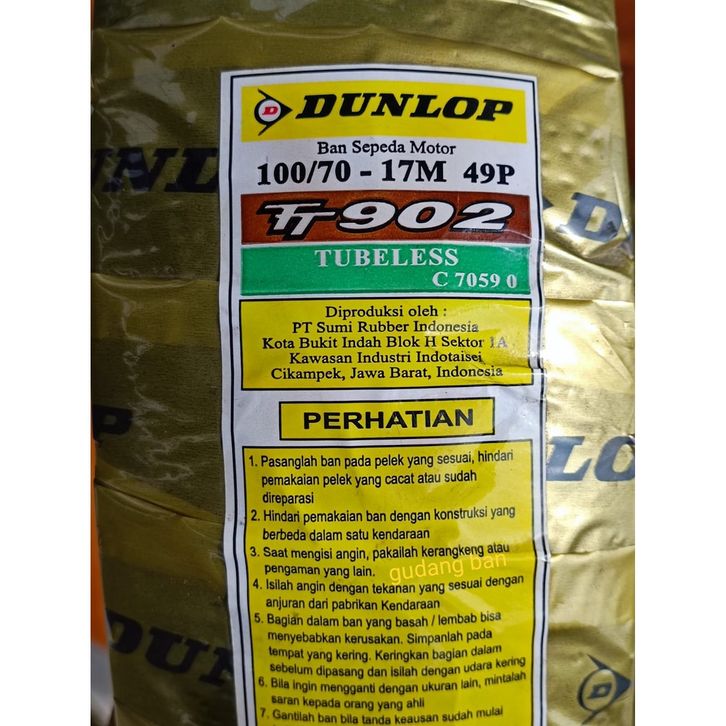 DUNLOP
Ban Sepeda Motor
100/70 - 17M 49P
TT902
TUBELESS
C 7059 0
Diproduksi oleh :
PT Sumi Rubber Indonesia
Kota Bukit Indah Blok H Sektor 1A
Kawasan Industri Indotaisei
Cikampek, Jawa Barat, Indonesia
PERHATIAN
1. Pasanglah ban pada pelek yang sesuai, hindari
pemakaian pelek yang cacat atau sudah
direparasi
2. Hindari pemakaian ban dengan konstruksi yang
berbeda dalam satu kendaraan
3. Saat mengisi angin, pakailah kerangkeng atau
pengaman yang lain.
gudang ban
4. Isilah angin dengan tekanan yang sesuai dengan
anjuran dari pabrikan Kendaraan
5. Bagian dalam ban yang basah / lembab bisa
menyebabkan kerusakan. Simpanlah pada
tempat yang kering. Keringkan bagian dalam
sebelum dipasang dan isilah dengan udara kering
6. Bila ingin mengganti dengan ukuran lain, mintalah
saran kepada orang yang ahli
7. Gantilah ban bila tanda keausan sudah mulai
UNL
D
P
LO
DUN
D